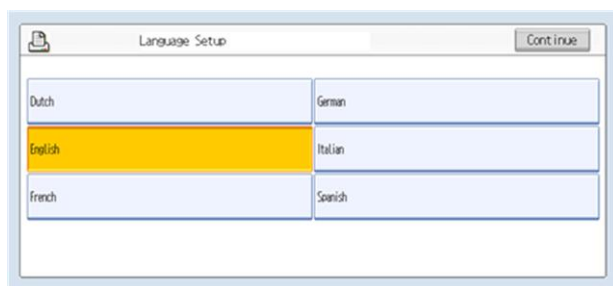 Language Setup
Continue
Dutch
German
English
Italian
French
Spanish